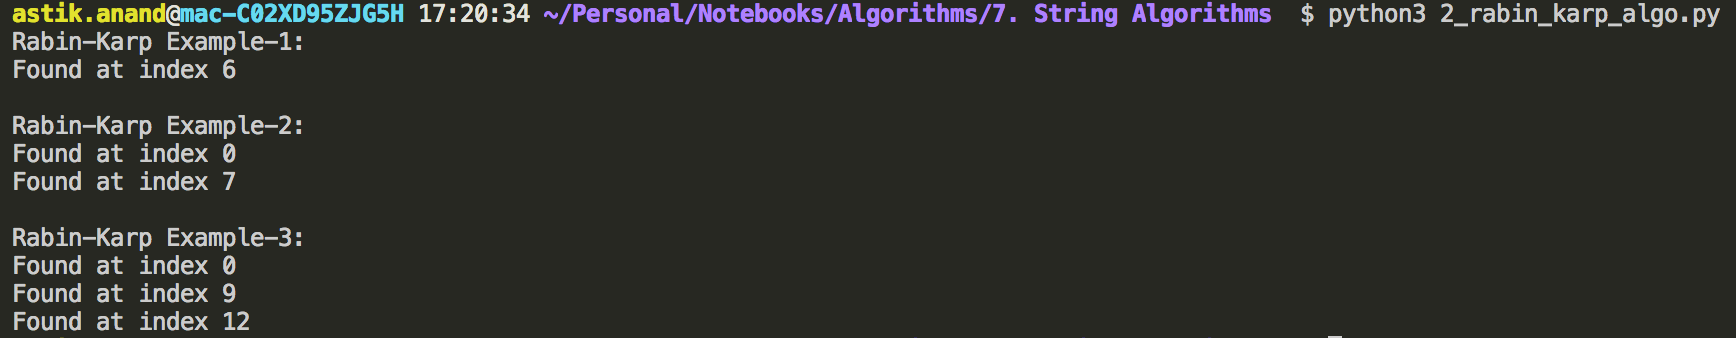 astik.anand@mac-C02XD95ZJG5H 17:20:34 ~/Personal/Notebooks/Algorithms/7. String Algorithms $ python3 2_rabin_karp_algo.py
Rabin-Karp Example-1:
Found at index 6
Rabin-Karp Example-2:
Found at index 0
Found at index 7
Rabin-Karp Example-3:
Found at index 0
Found at index 9
Found at index 12